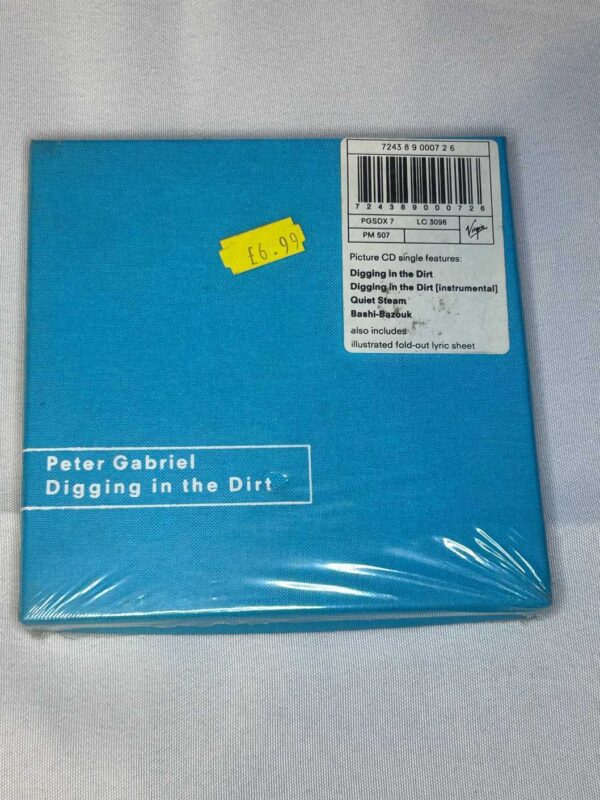 7243 8 90007 2 6
7 24389 00072 6
PGSDX 7
LC 3098
PM 507
Virgin
Picture CD single features:
Digging in the Dirt
Digging in the Dirt [instrumental]
Quiet Steam
Bashi-Bazouk
also includes
illustrated fold-out lyric sheet
£6.99
Peter Gabriel
Digging in the Dirt